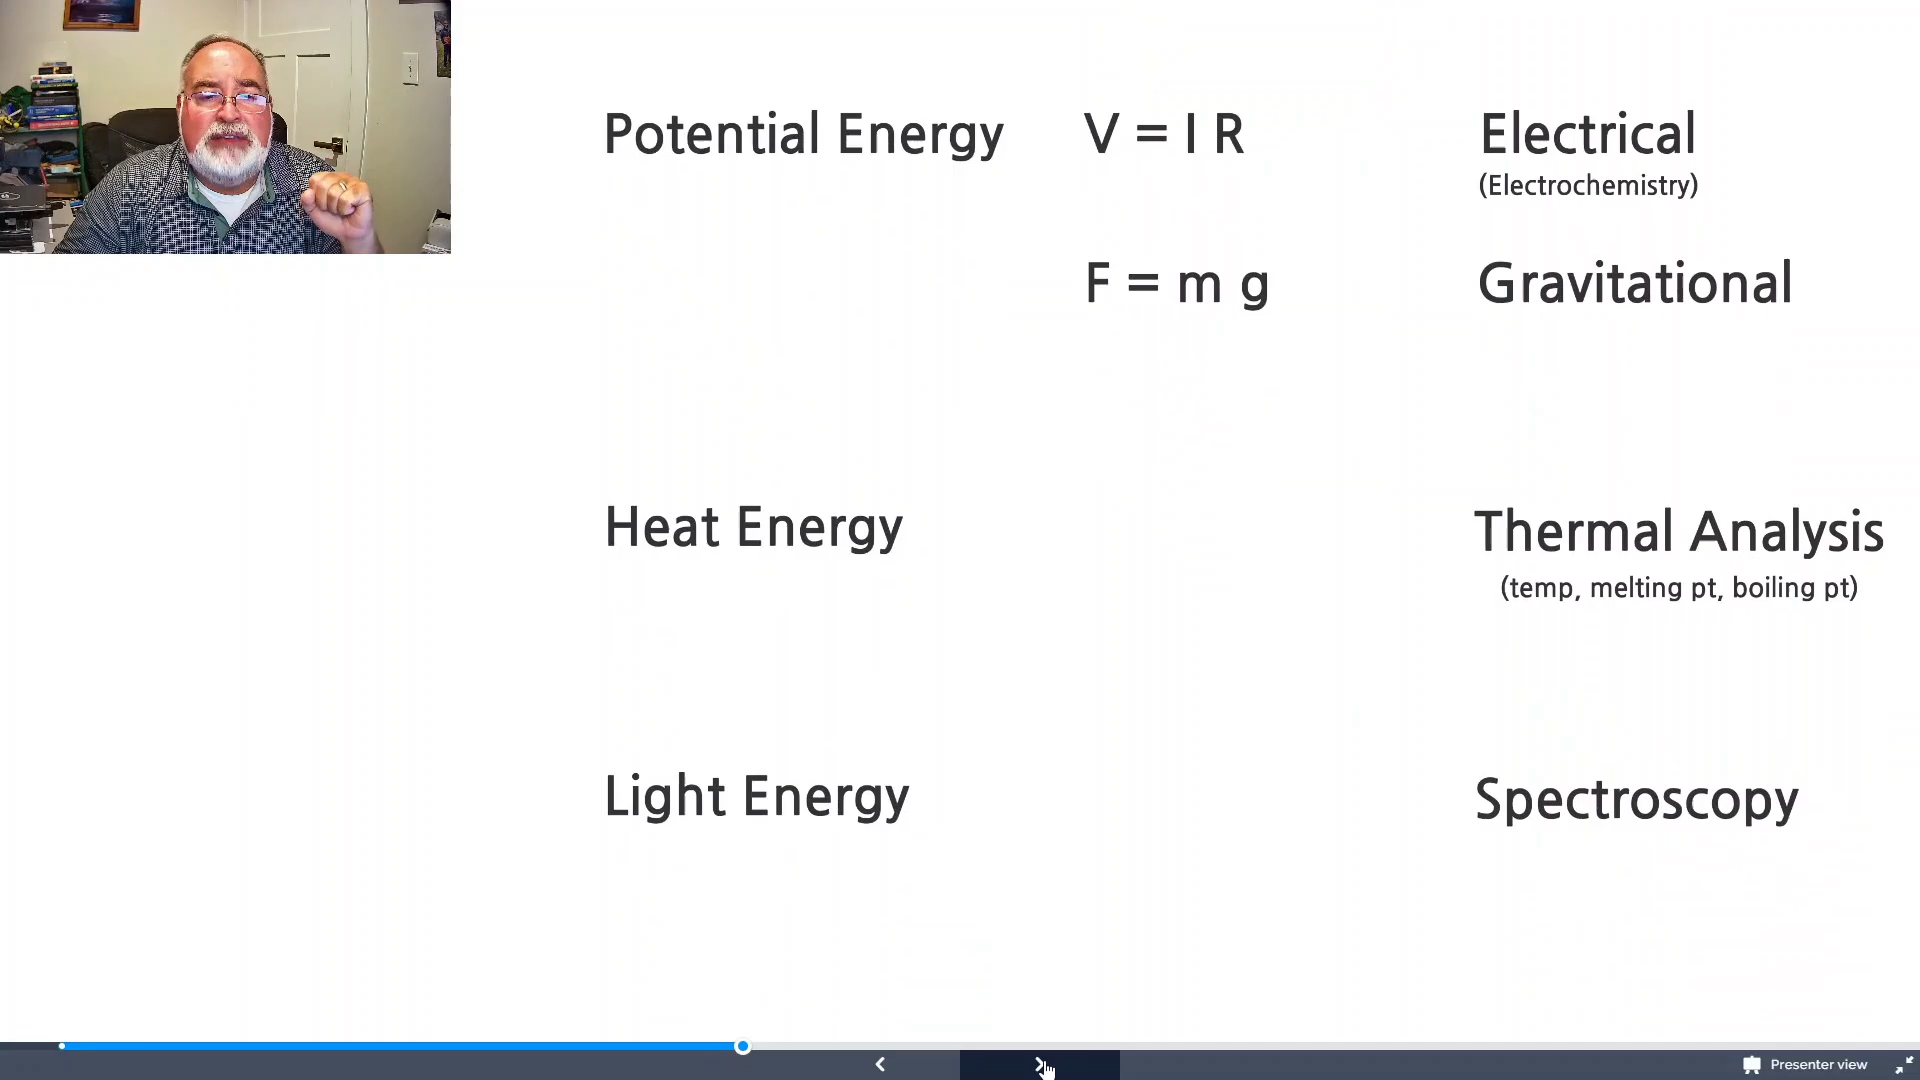 Potential Energy V = I R Electrical
(Electrochemistry)
F = m g Gravitational
Heat Energy Thermal Analysis
(temp, melting pt, boiling pt)
Light Energy Spectroscopy
Presenter view